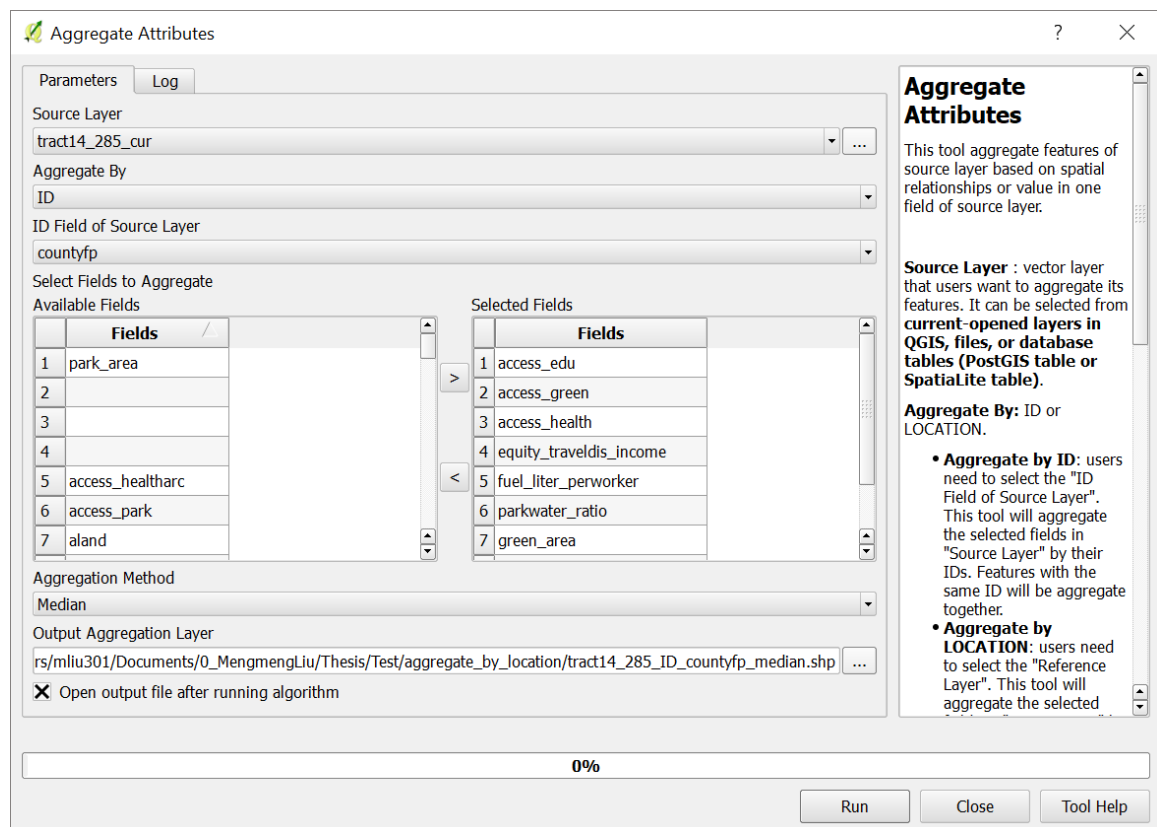 Aggregate Attributes
?
Parameters
Log
Source Layer
tract14_285_cur
...
Aggregate By
ID
ID Field of Source Layer
countyfp
Select Fields to Aggregate
Available Fields
Fields
1 park_area
2
3
4
5 access_healtharc
6 access_park
7 aland
>
<
Selected Fields
Fields
1 access_edu
2 access_green
3 access_health
4 equity_traveldis_income
5 fuel_liter_perworker
6 parkwater_ratio
7 green_area
Aggregation Method
Median
Output Aggregation Layer
rs/mliu301/Documents/0_MengmengLiu/Thesis/Test/aggregate_by_location/tract14_285_ID_countyfp_median.shp
...
Open output file after running algorithm
Aggregate
Attributes
This tool aggregate features of
source layer based on spatial
relationships or value in one
field of source layer.
Source Layer : vector layer
that users want to aggregate its
features. It can be selected from
current-opened layers in
QGIS, files, or database
tables (PostGIS table or
SpatiaLite table).
Aggregate By: ID or
LOCATION.
• Aggregate by ID: users
need to select the "ID
Field of Source Layer".
This tool will aggregate
the selected fields in
"Source Layer" by their
IDs. Features with the
same ID will be aggregate
together.
• Aggregate by
LOCATION: users need
to select the "Reference
Layer". This tool will
aggregate the selected
0%
Run
Close
Tool Help